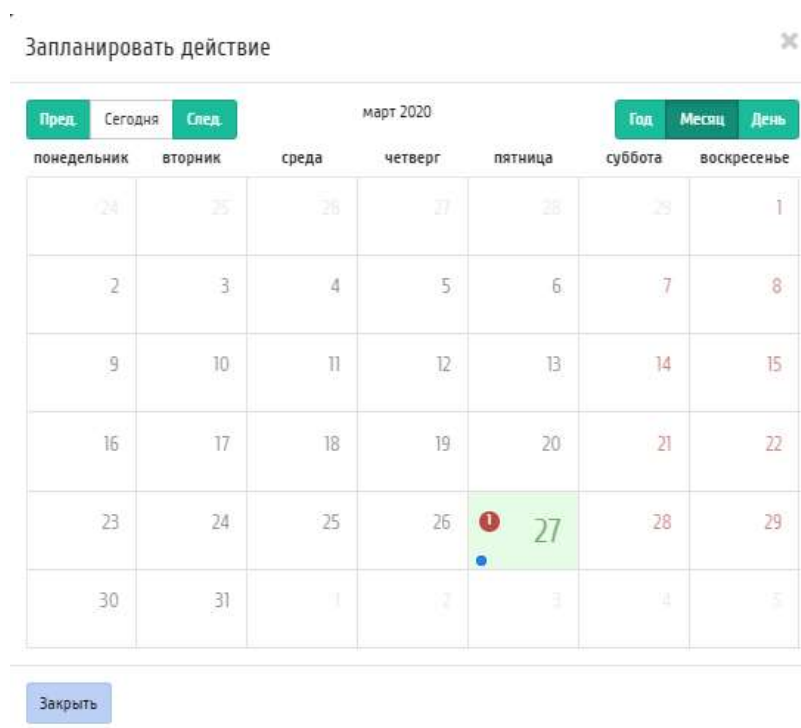 Запланировать действие ×
Пред. Сегодня След. март 2020 Год Месяц День
понедельник вторник среда четверг пятница суббота воскресенье
24 25 26 27 28 29 1
2 3 4 5 6 7 8
9 10 11 12 13 14 15
16 17 18 19 20 21 22
23 24 25 26 1 27 28 29
30 31 1 2 3 4 5
Закрыть